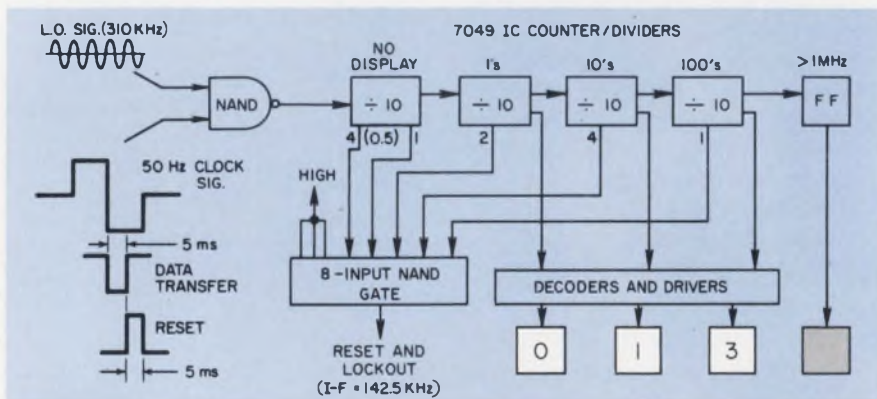 L.O. SIG.(310 KHz)
7049 IC COUNTER/DIVIDERS
NO
DISPLAY
1's
10's
100's
>1MHz
NAND
÷ 10
÷ 10
÷ 10
÷ 10
F F
4 (0.5) 1
2
4
1
50 Hz CLOCK
SIG.
HIGH
5 ms
DATA
TRANSFER
8-INPUT NAND
GATE
DECODERS AND DRIVERS
RESET
5 ms
RESET AND
LOCKOUT
(I-F = 142.5 KHz)
0
1
3